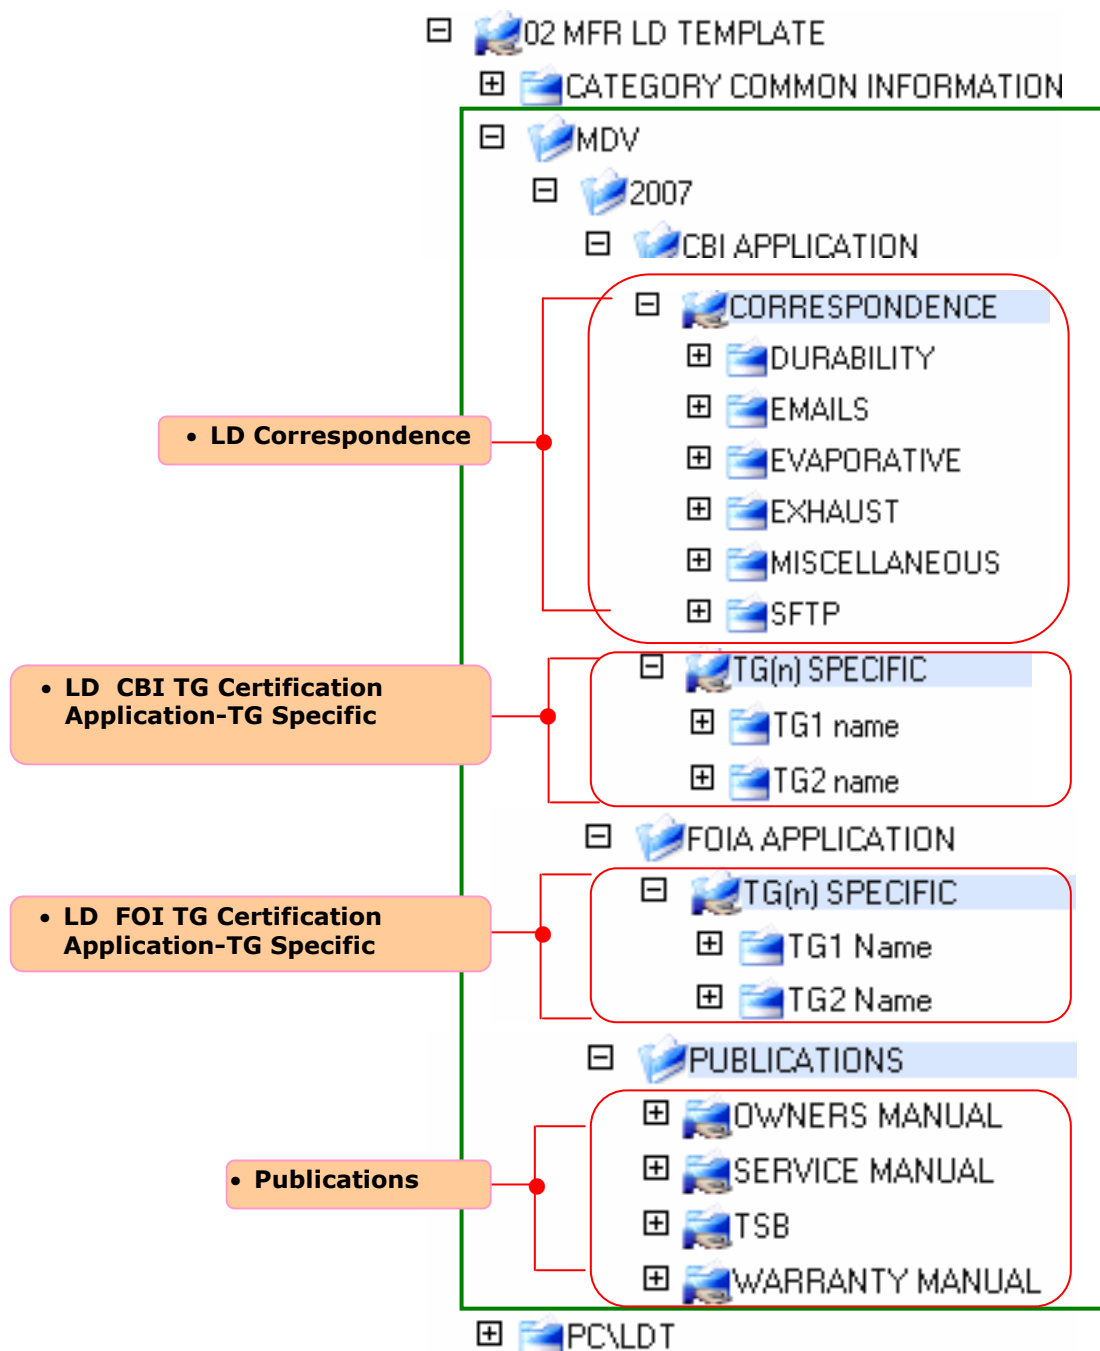 02 MFR LD TEMPLATE
CATEGORY COMMON INFORMATION
MDV
2007
CBI APPLICATION
CORRESPONDENCE
DURABILITY
EMAILS
• LD Correspondence
EVAPORATIVE
EXHAUST
MISCELLANEOUS
SFTP
TG(n) SPECIFIC
• LD CBI TG Certification
Application-TG Specific
TG1 name
TG2 name
FOIA APPLICATION
TG(n) SPECIFIC
• LD FOI TG Certification
Application-TG Specific
TG1 Name
TG2 Name
PUBLICATIONS
OWNERS MANUAL
SERVICE MANUAL
• Publications
TSB
WARRANTY MANUAL
PC\LDT